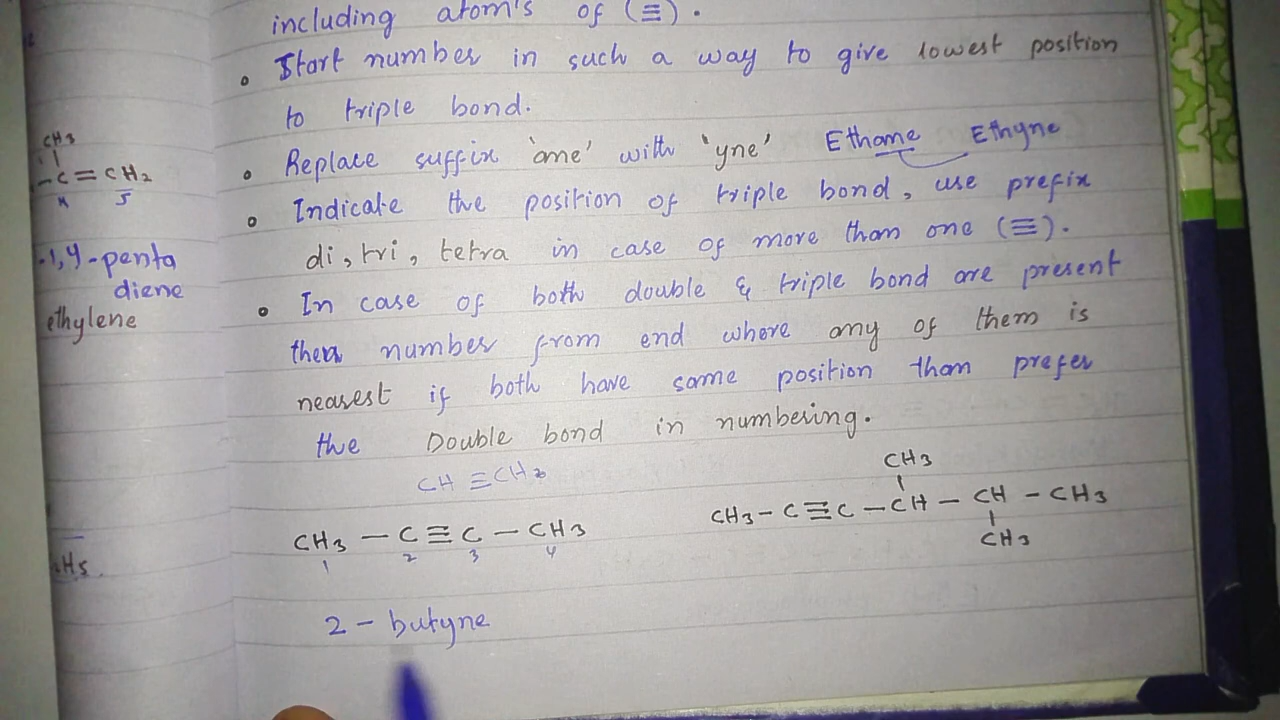 including atom's of (≡).
• Start number in such a way to give lowest position
to triple bond.
• Replace suffix 'ane' with 'yne' Ethane Ethyne
• Indicate the position of triple bond, use prefix
di, tri, tetra in case of more than one (≡).
• In case of both double & triple bond are present
then number from end where any of them is
nearest if both have same position than prefer
the Double bond in numbering.
CH ≡CH₂
CH₃ — C ≡ C — CH₃
1 2 3 4
2 - butyne
CH₃
CH₃ - C ≡ C — CH — CH - CH₃
CH₃
CH₃
-C = CH₂
5
-1,4-penta
diene
ethylene
H₅